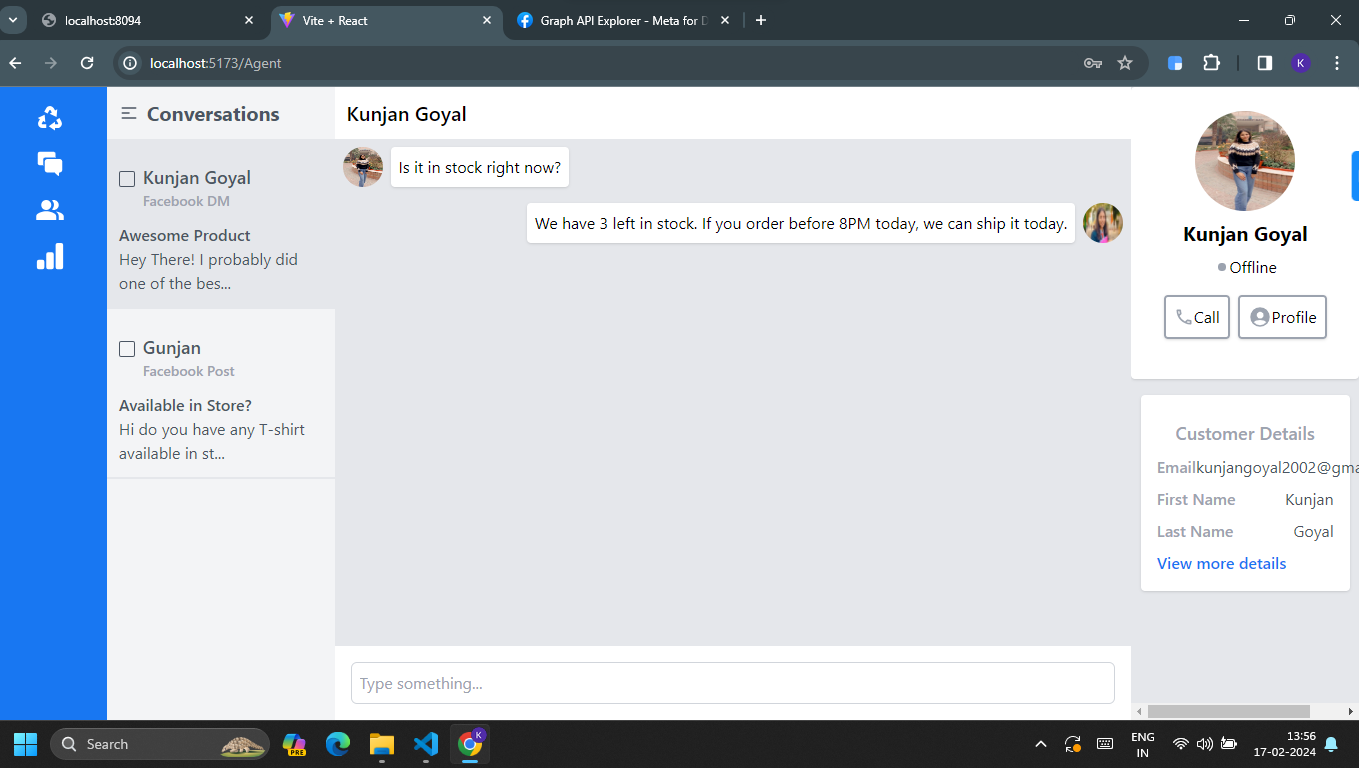 localhost:8094
Vite + React
Graph API Explorer - Meta for D
localhost:5173/Agent
K
Conversations
Kunjan Goyal
Facebook DM
Awesome Product
Hey There! I probably did
one of the bes...
Gunjan
Facebook Post
Available in Store?
Hi do you have any T-shirt
available in st...
Kunjan Goyal
Is it in stock right now?
We have 3 left in stock. If you order before 8PM today, we can ship it today.
Type something...
Kunjan Goyal
Offline
Call
Profile
Customer Details
Email kunjangoyal2002@gma
First Name Kunjan
Last Name Goyal
View more details
Search
PRE
K
ENG
IN
13:56
17-02-2024